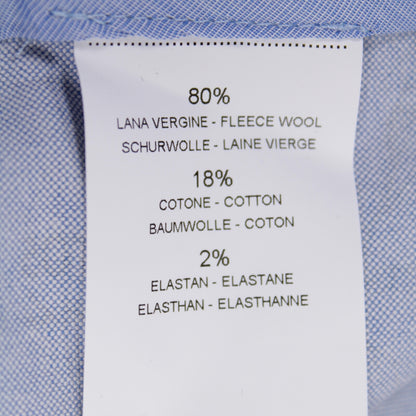 80%
LANA VERGINE - FLEECE WOOL
SCHURWOLLE - LAINE VIERGE
18%
COTONE - COTTON
BAUMWOLLE - COTON
2%
ELASTAN - ELASTANE
ELASTHAN - ELASTHANNE